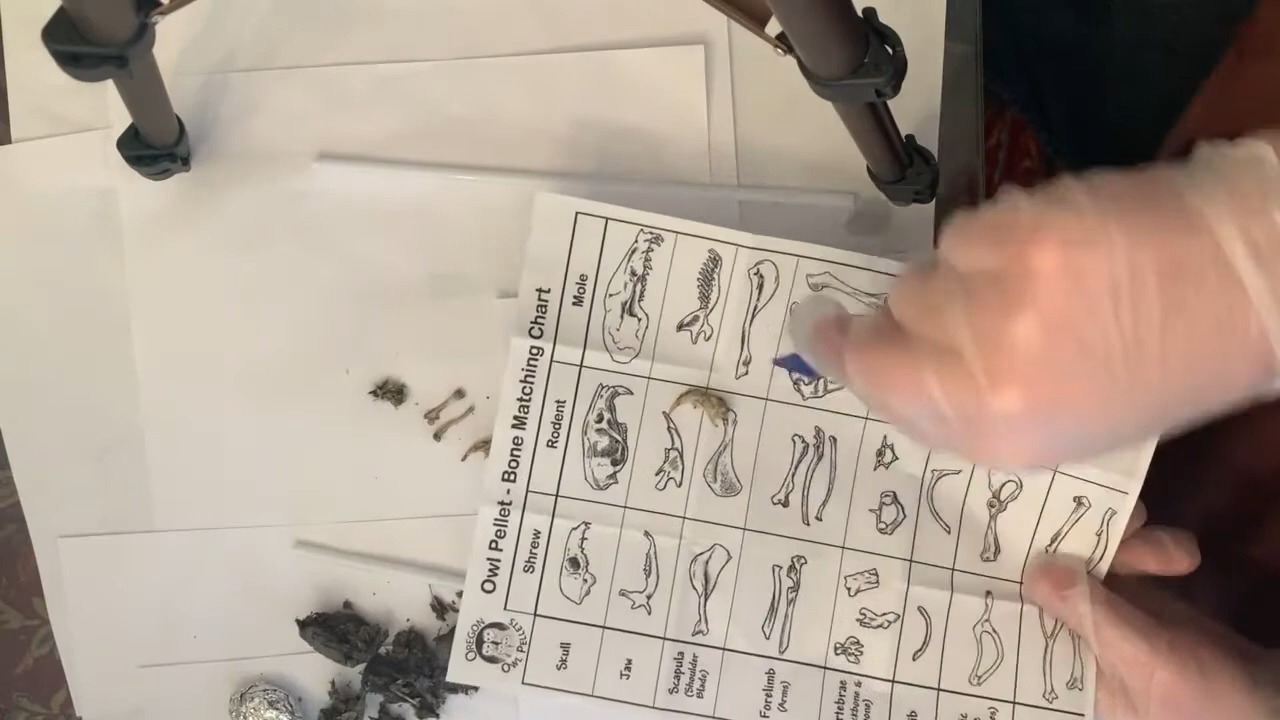 Owl Pellet - Bone Matching Chart
OREGON
OWL PELLETS
Shrew
Rodent
Mole
Skull
Jaw
Scapula
(Shoulder
Blade)
Forelimb
(Arms)